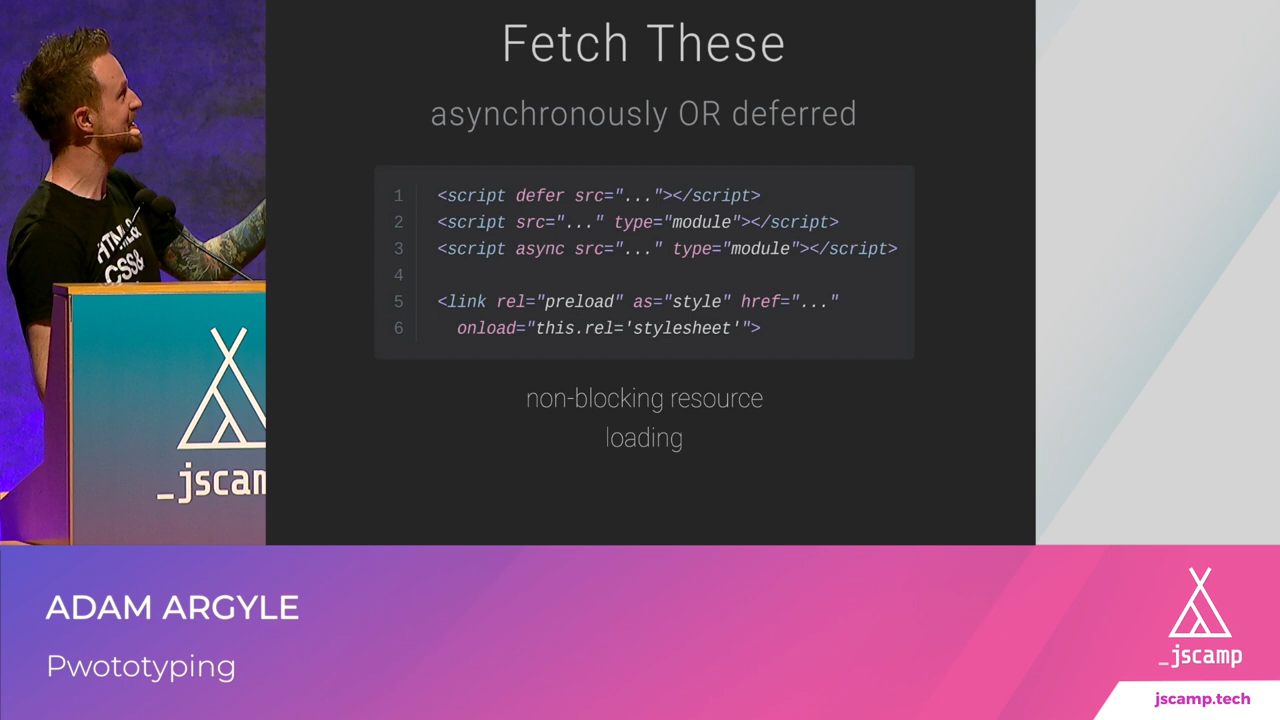 Fetch These
asynchronously OR deferred
1 <script defer src="..."></script>
2 <script src="..." type="module"></script>
3 <script async src="..." type="module"></script>
4
5 <link rel="preload" as="style" href="..."
6 onload="this.rel='stylesheet'">
non-blocking resource
loading
CSS&
_jscamp
ADAM ARGYLE
Pwototyping
_jscamp
jscamp.tech